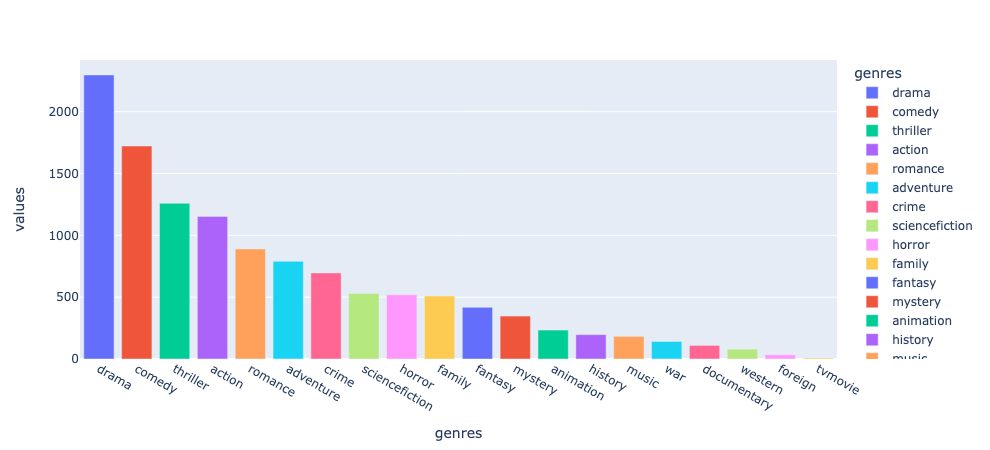 2000
1500
1000
500
0
values
drama
comedy
thriller
action
romance
adventure
crime
sciencefiction
horror
family
fantasy
mystery
animation
history
music
war
documentary
western
foreign
tvmovie
genres
genres
drama
comedy
thriller
action
romance
adventure
crime
sciencefiction
horror
family
fantasy
mystery
animation
history
music